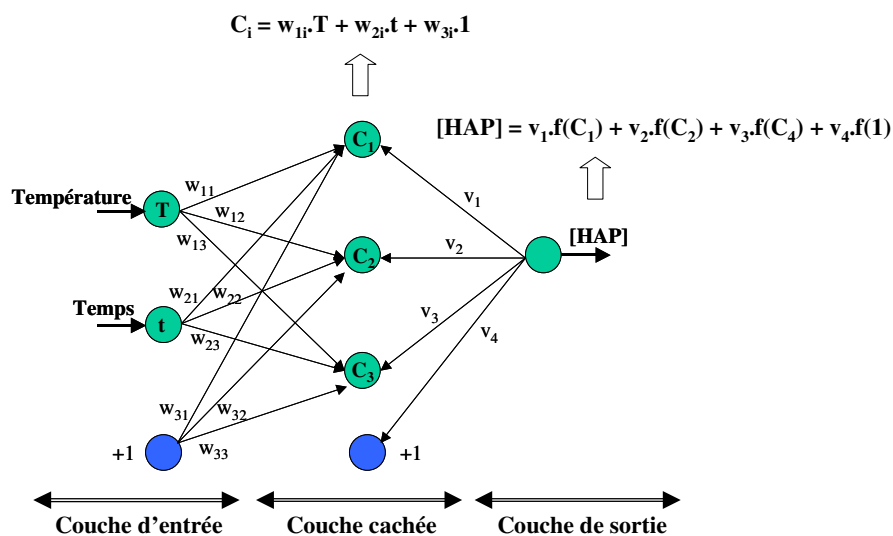 C₁ = w₁ᵢ.T + w₂ᵢ.t + w₃ᵢ.1
[HAP] = v₁.f(C₁) + v₂.f(C₂) + v₃.f(C₄) + v₄.f(1)
C₁
w₁₁
v₁
Température
T
w₁₂
w₁₃
[HAP]
v₂
C₂
w₂₁
w₂₂
Temps
t
v₃
w₂₃
v₄
C₃
w₃₁
w₃₂
+1
w₃₃
+1
Couche d'entrée
Couche cachée
Couche de sortie